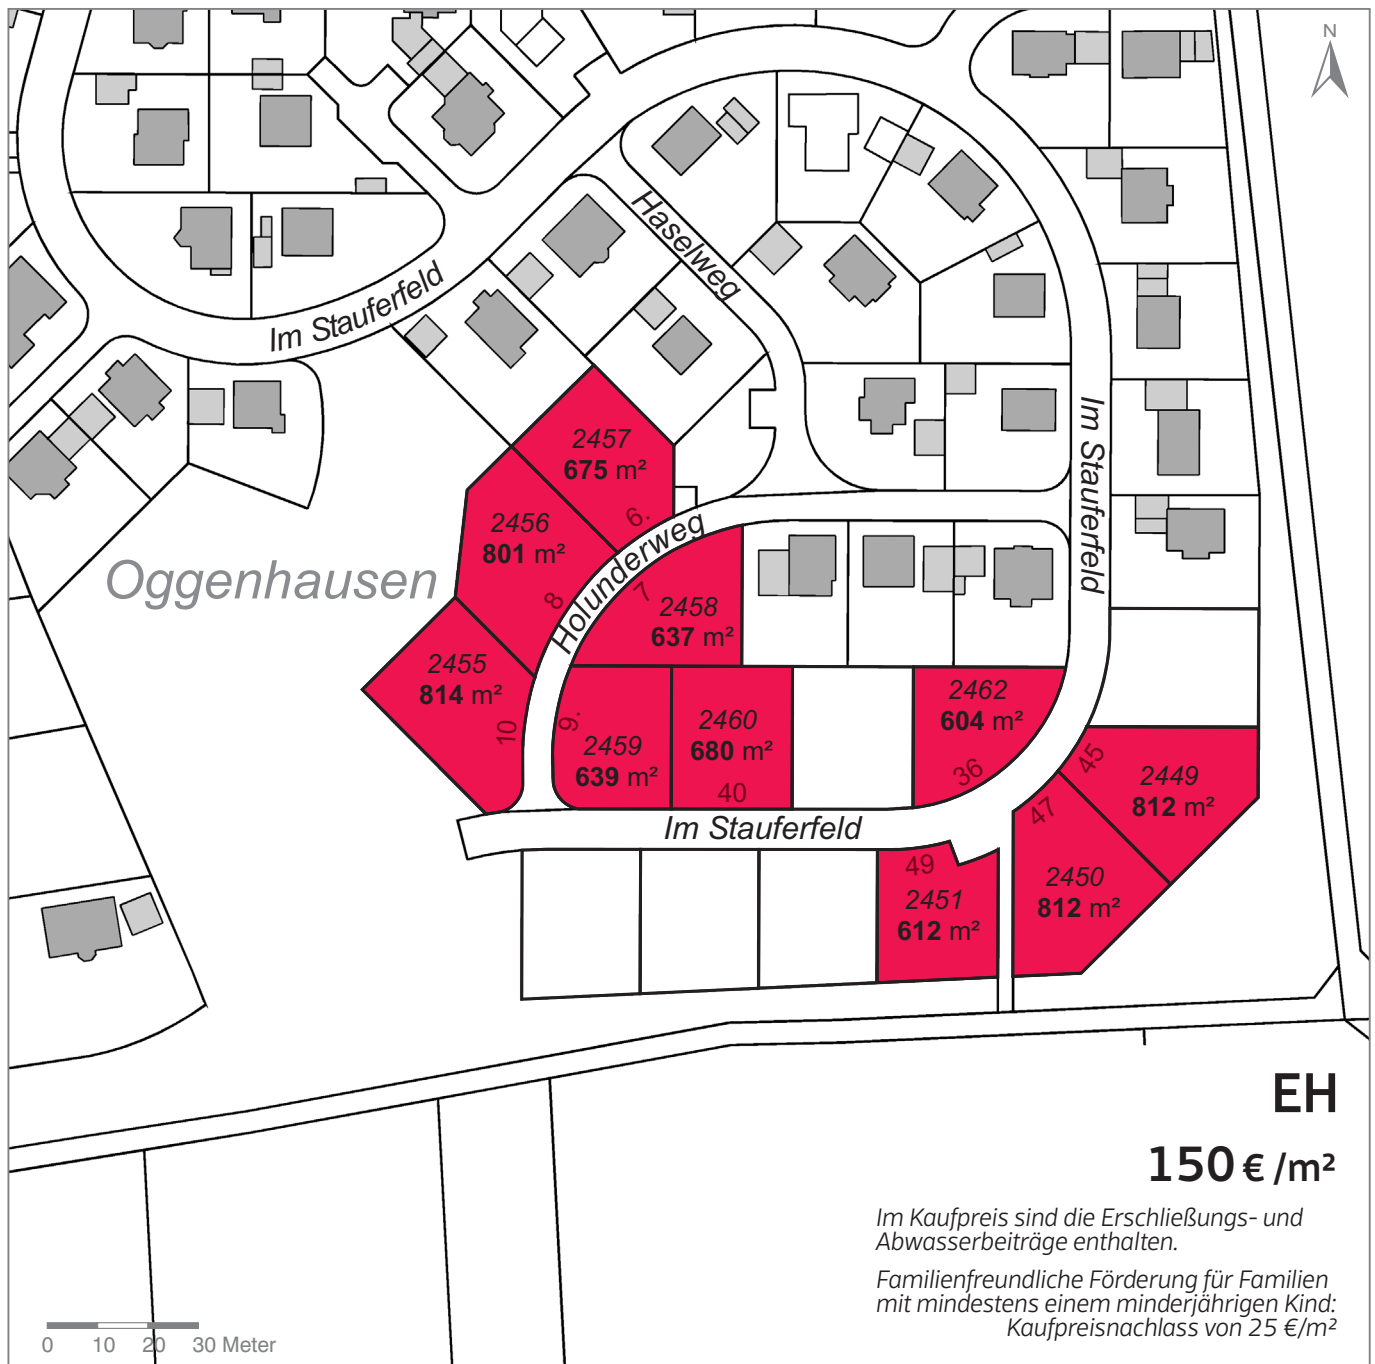 N
Haselweg
Im Stauferfeld
Im Stauferfeld
2457
675 m²
6.
2456
801 m²
8
Holunderweg
Oggenhausen
7
2458
637 m²
2455
814 m²
10
9.
2459
639 m²
2460
680 m²
40
2462
604 m²
36
45
2449
812 m²
47
2450
812 m²
Im Stauferfeld
49
2451
612 m²
EH
150 € /m²
Im Kaufpreis sind die Erschließungs- und
Abwasserbeiträge enthalten.
Familienfreundliche Förderung für Familien
mit mindestens einem minderjährigen Kind:
Kaufpreisnachlass von 25 €/m²
0 10 20 30 Meter